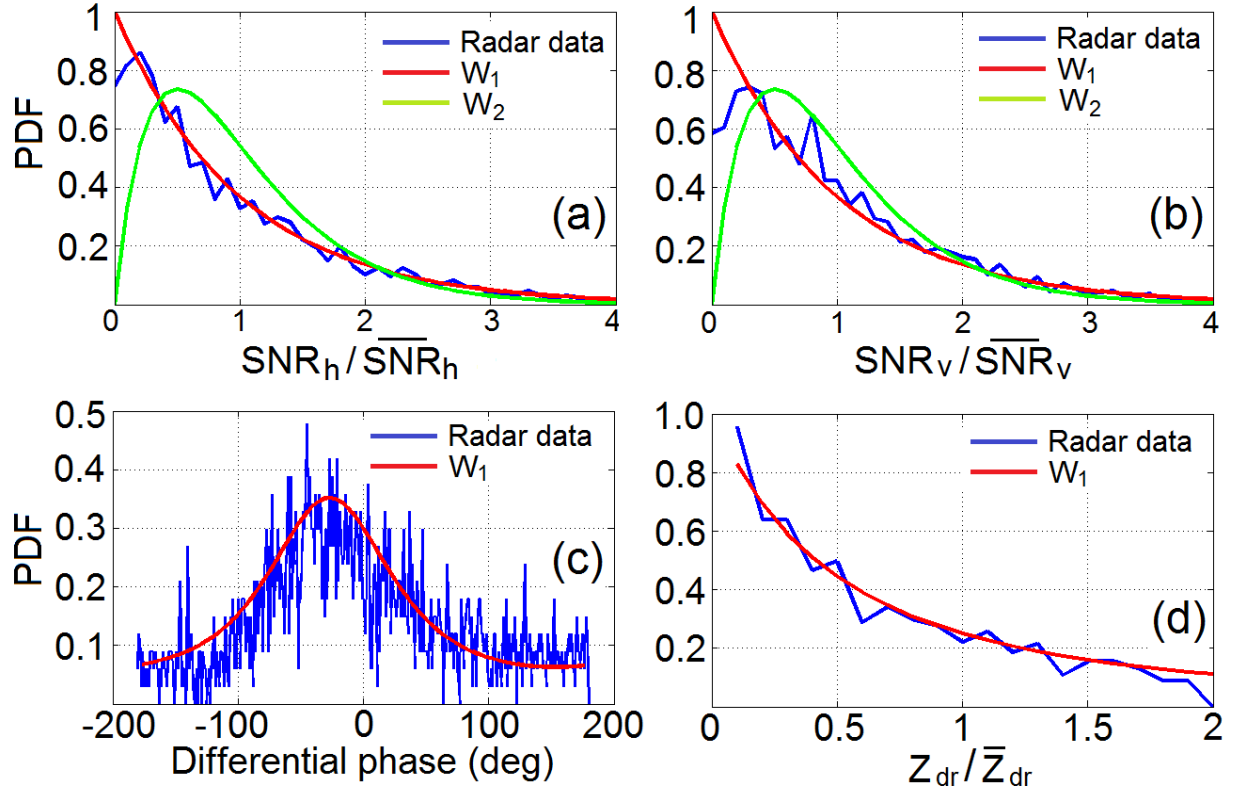 1
0.8
0.6
0.4
0.2
PDF
Radar data
W1
W2
(a)
0 1 2 3 4
SNRh/S̅N̅R̅h
1
0.8
0.6
0.4
0.2
Radar data
W1
W2
(b)
0 1 2 3 4
SNRv/S̅N̅R̅v
0.5
0.4
0.3
0.2
0.1
PDF
Radar data
W1
(c)
-200 -100 0 100 200
Differential phase (deg)
1.0
0.8
0.6
0.4
0.2
Radar data
W1
(d)
0 0.5 1 1.5 2
Zdr/Z̅dr